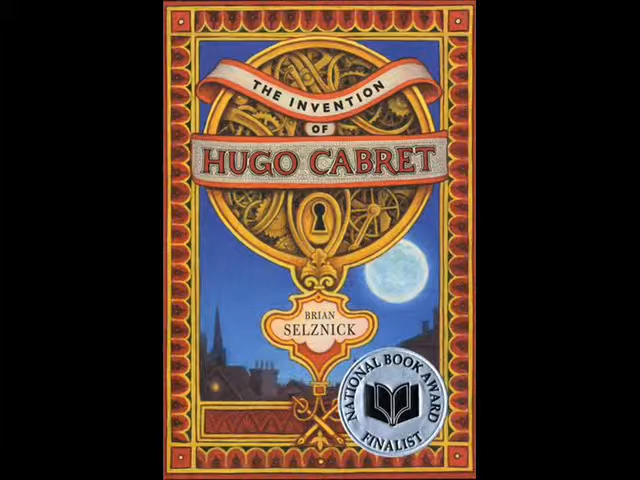 THE INVENTION
OF
HUGO CABRET
BRIAN
SELZNICK
NATIONAL BOOK AWARD
FINALIST